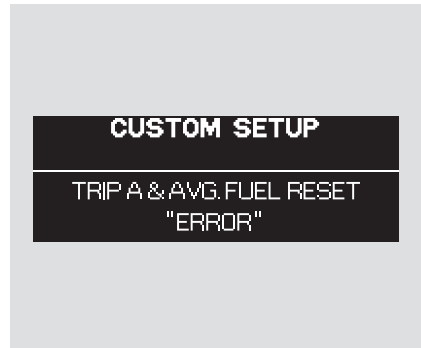 CUSTOM SETUP
TRIP A & AVG. FUEL RESET
"ERROR"